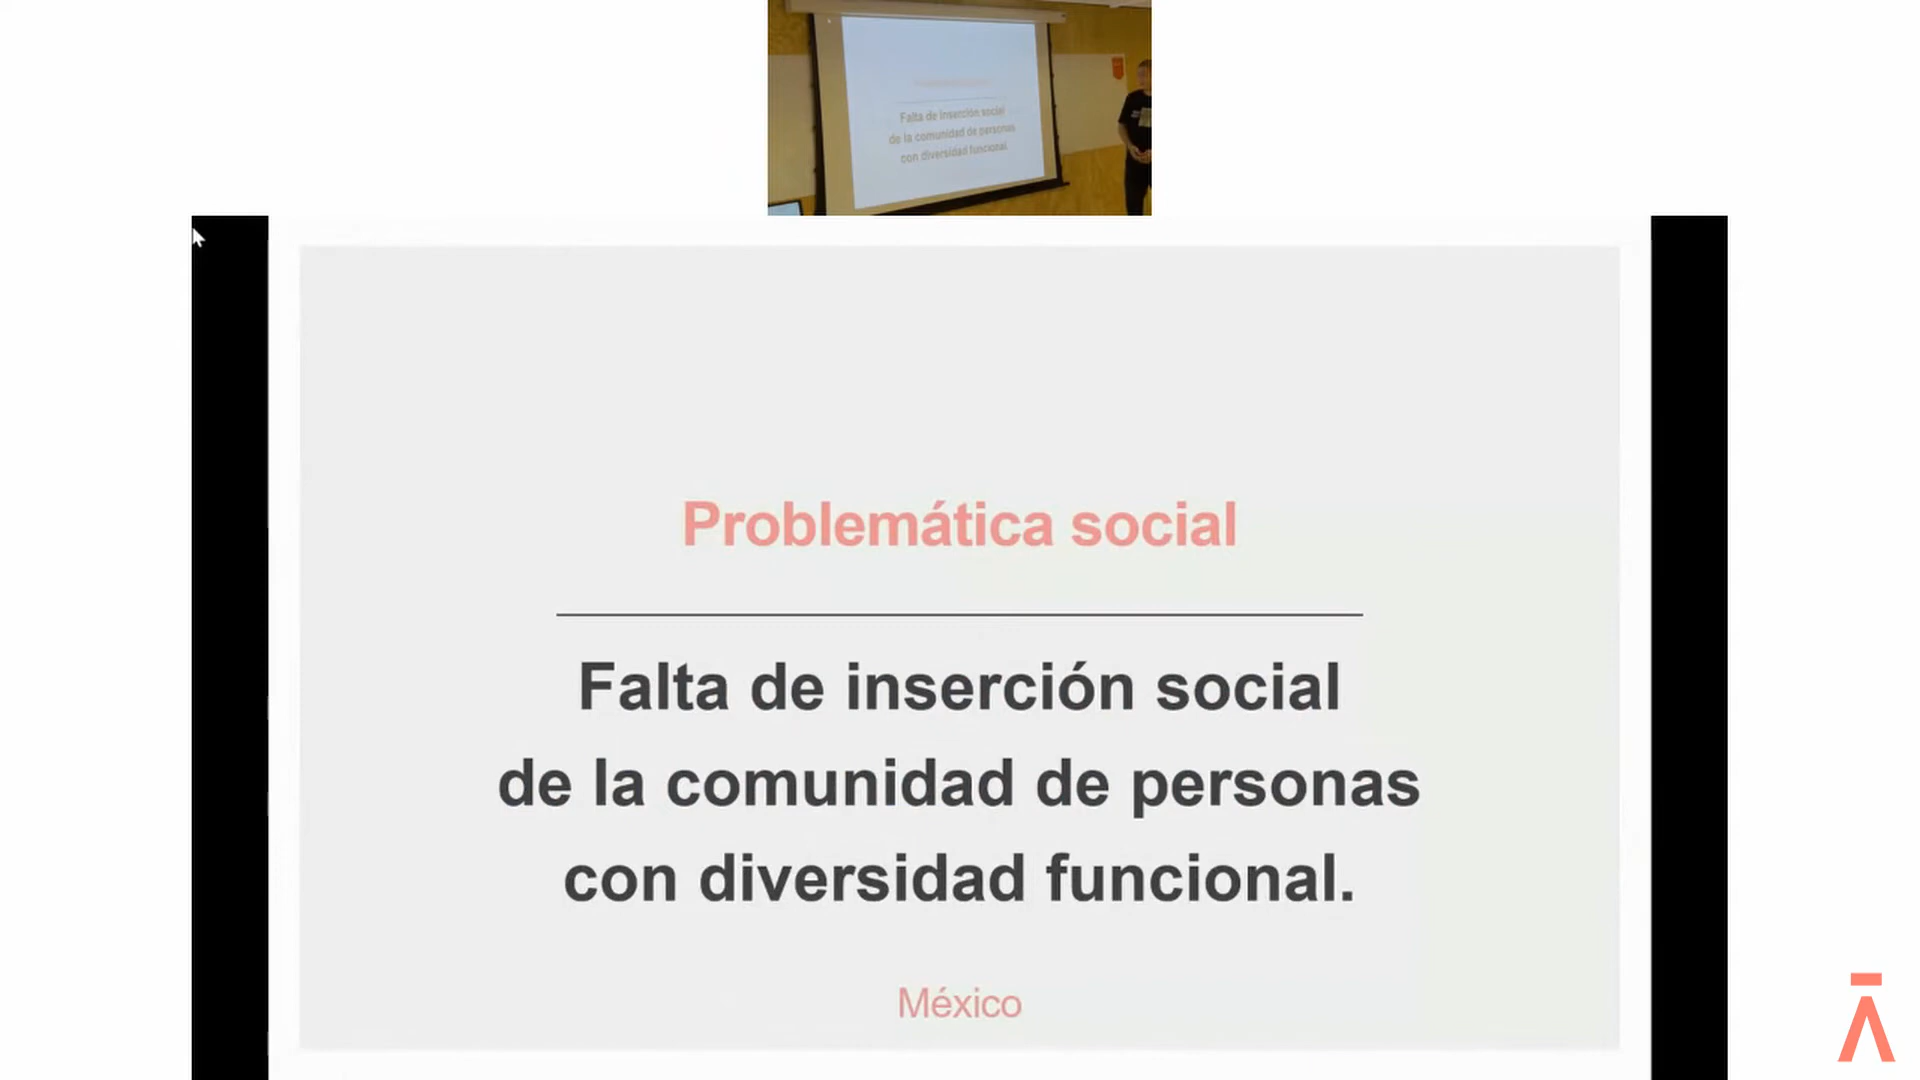 Falta de inserción social
de la comunidad de personas
con diversidad funcional.
Problemática social
Falta de inserción social
de la comunidad de personas
con diversidad funcional.
México